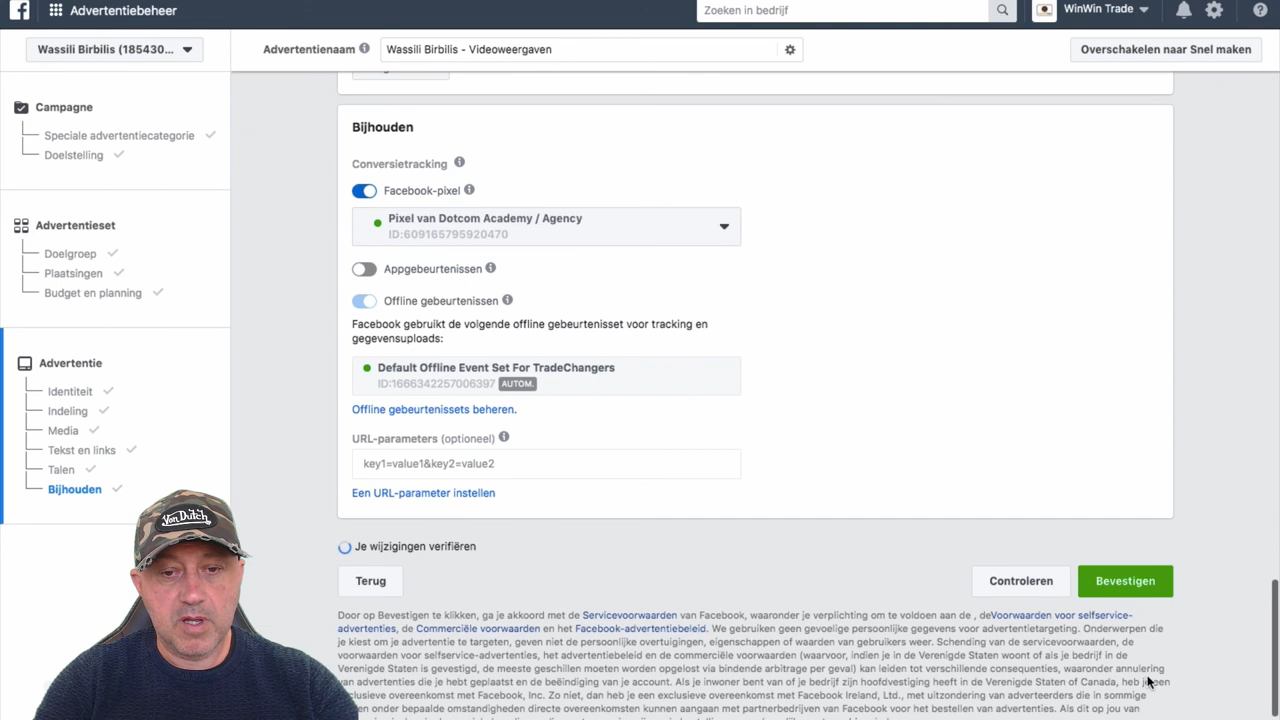 Advertentiebeheer
Zoeken in bedrijf
WinWin Trade
Wassili Birbilis (185430...
Advertentienaam
Wassili Birbilis - Videoweergaven
Overschakelen naar Snel maken
Campagne
Speciale advertentiecategorie
Doelstelling
Advertentieset
Doelgroep
Plaatsingen
Budget en planning
Advertentie
Identiteit
Indeling
Media
Tekst en links
Talen
Bijhouden
Von Dutch
Bijhouden
Conversietracking
Facebook-pixel
Pixel van Dotcom Academy / Agency
ID:609165795920470
Appgebeurtenissen
Offline gebeurtenissen
Facebook gebruikt de volgende offline gebeurtenisset voor tracking en
gegevensuploads:
Default Offline Event Set For TradeChangers
ID:1666342257006397 AUTOM.
Offline gebeurtenissets beheren.
URL-parameters (optioneel)
key1=value1&key2=value2
Een URL-parameter instellen
Je wijzigingen verifiëren
Terug
Controleren
Bevestigen
Door op Bevestigen te klikken, ga je akkoord met de Servicevoorwaarden van Facebook, waaronder je verplichting om te voldoen aan de , deVoorwaarden voor selfservice-
advertenties, de Commerciële voorwaarden en het Facebook-advertentiebeleid. We gebruiken geen gevoelige persoonlijke gegevens voor advertentietargeting. Onderwerpen die
je kiest om je advertentie te targeten, geven niet de persoonlijke overtuigingen, eigenschappen of waarden van gebruikers weer. Schending van de servicevoorwaarden, de
voorwaarden voor selfservice-advertenties, het advertentiebeleid en de commerciële voorwaarden (waarvoor, indien je in de Verenigde Staten woont of als je bedrijf in de
Verenigde Staten is gevestigd, de meeste geschillen moeten worden opgelost via bindende arbitrage per geval) kan leiden tot verschillende consequenties, waaronder annulering
van advertenties die je hebt geplaatst en de beëindiging van je account. Als je inwoner bent van of je bedrijf zijn hoofdvestiging heeft in de Verenigde Staten of Canada, heb je een
exclusieve overeenkomst met Facebook, Inc. Zo niet, dan heb je een exclusieve overeenkomst met Facebook Ireland, Ltd., met uitzondering van adverteerders die in sommige
onder bepaalde omstandigheden directe overeenkomsten kunnen aangaan met partnerbedrijven van Facebook voor het bestellen van advertenties. Als dit op jou van